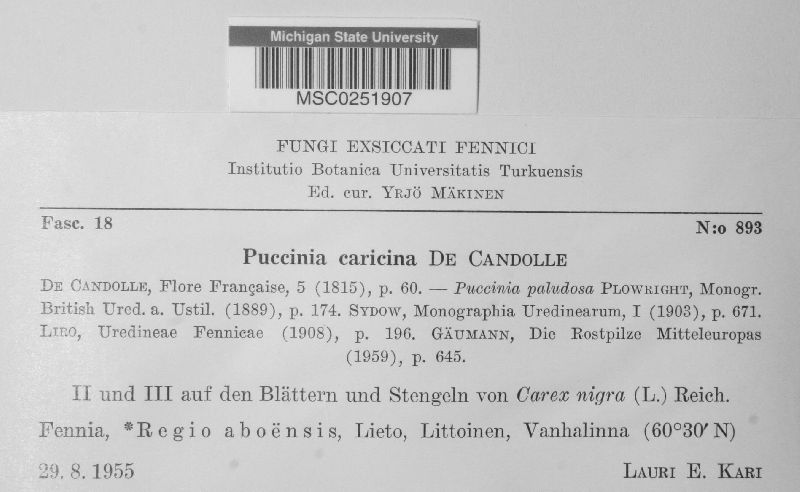 Michigan State University
MSC0251907
FUNGI EXSICCATI FENNICI
Institutio Botanica Universitatis Turkuensis
Ed. cur. YRJÖ MÄKINEN
Fasc. 18 N:o 893
Puccinia caricina DE CANDOLLE
DE CANDOLLE, Flore Française, 5 (1815), p. 60. — Puccinia paludosa PLOWRIGHT, Monogr.
British Ured. a. Ustil. (1889), p. 174. SYDOW, Monographia Uredinearum, I (1903), p. 671.
LIRO, Uredineae Fennicae (1908), p. 196. GÄUMANN, Die Rostpilze Mitteleuropas
(1959), p. 645.
II und III auf den Blättern und Stengeln von Carex nigra (L.) Reich.
Fennia, *Regio aboënsis, Lieto, Littoinen, Vanhalinna (60°30′ N)
29. 8. 1955 LAURI E. KARI